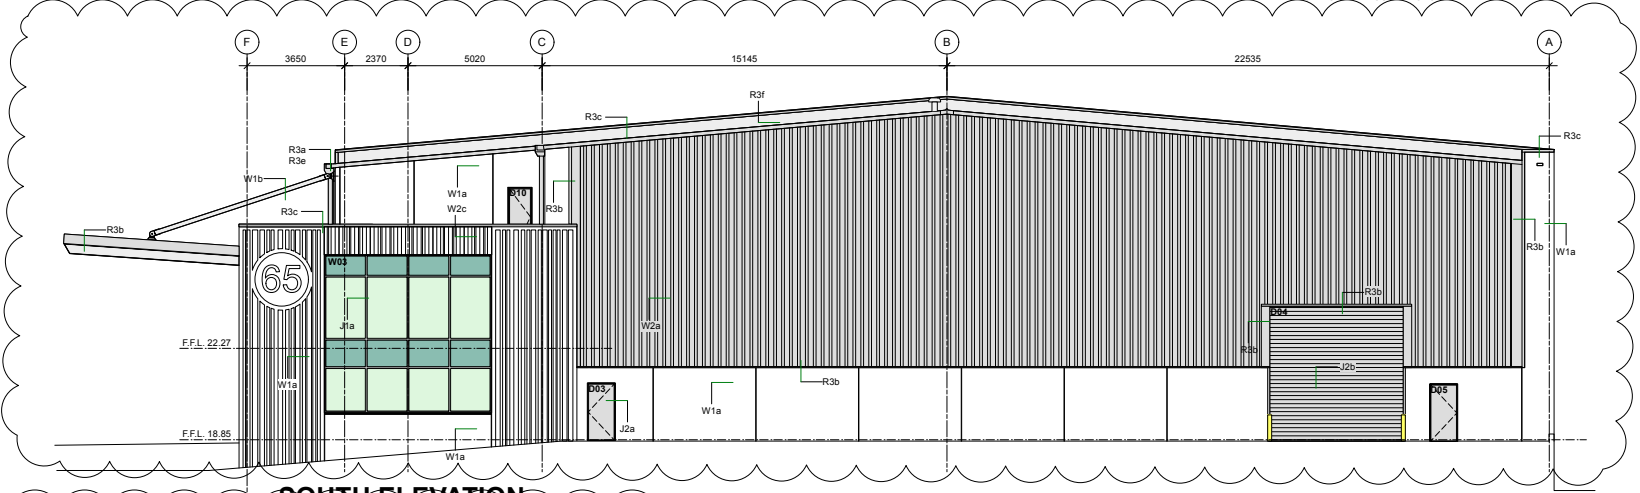 F E D C B A
3650 2370 5020 15145 22535
R3f
R3c
R3c
R3a
R3e
W1b
W1a
D10
W2c
R3b
R3c
R3b
R3b
W1a
W03
65
R3b
D04
J1a
W2a
F.F.L. 22.27
R3b
J2b
W1a
R3b
D03
D05
W1a
J2a
F.F.L. 18.85
W1a
SOUTH ELEVATION